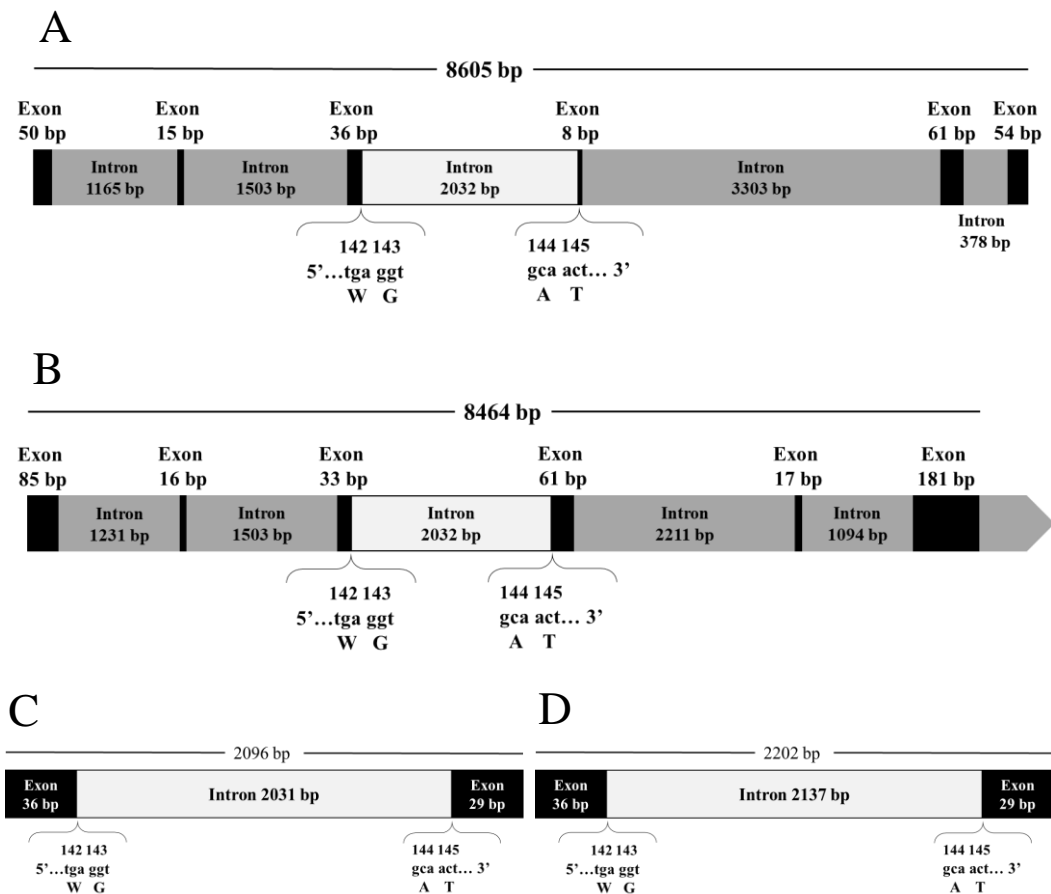 A
8605 bp
Exon Exon Exon Exon Exon Exon
50 bp 15 bp 36 bp 8 bp 61 bp 54 bp
Intron Intron Intron Intron
1165 bp 1503 bp 2032 bp 3303 bp
Intron
378 bp
142 143 144 145
5’…tga ggt gca act… 3’
W G A T
B
8464 bp
Exon Exon Exon Exon Exon Exon
85 bp 16 bp 33 bp 61 bp 17 bp 181 bp
Intron Intron Intron Intron Intron
1231 bp 1503 bp 2032 bp 2211 bp 1094 bp
142 143 144 145
5’…tga ggt gca act… 3’
W G A T
C
2096 bp
Exon
36 bp
Intron 2031 bp
Exon
29 bp
142 143 144 145
5’…tga ggt gca act… 3’
W G A T
D
2202 bp
Exon
36 bp
Intron 2137 bp
Exon
29 bp
142 143 144 145
5’…tga ggt gca act… 3’
W G A T